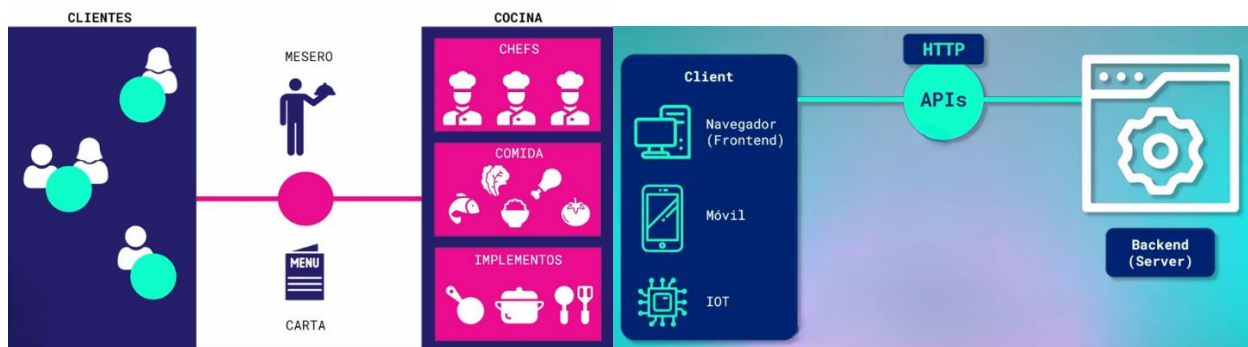 CLIENTES
MESERO
MENU
CARTA
COCINA
CHEFS
COMIDA
IMPLEMENTOS
Client
Navegador
(Frontend)
Móvil
IOT
HTTP
APIs
Backend
(Server)